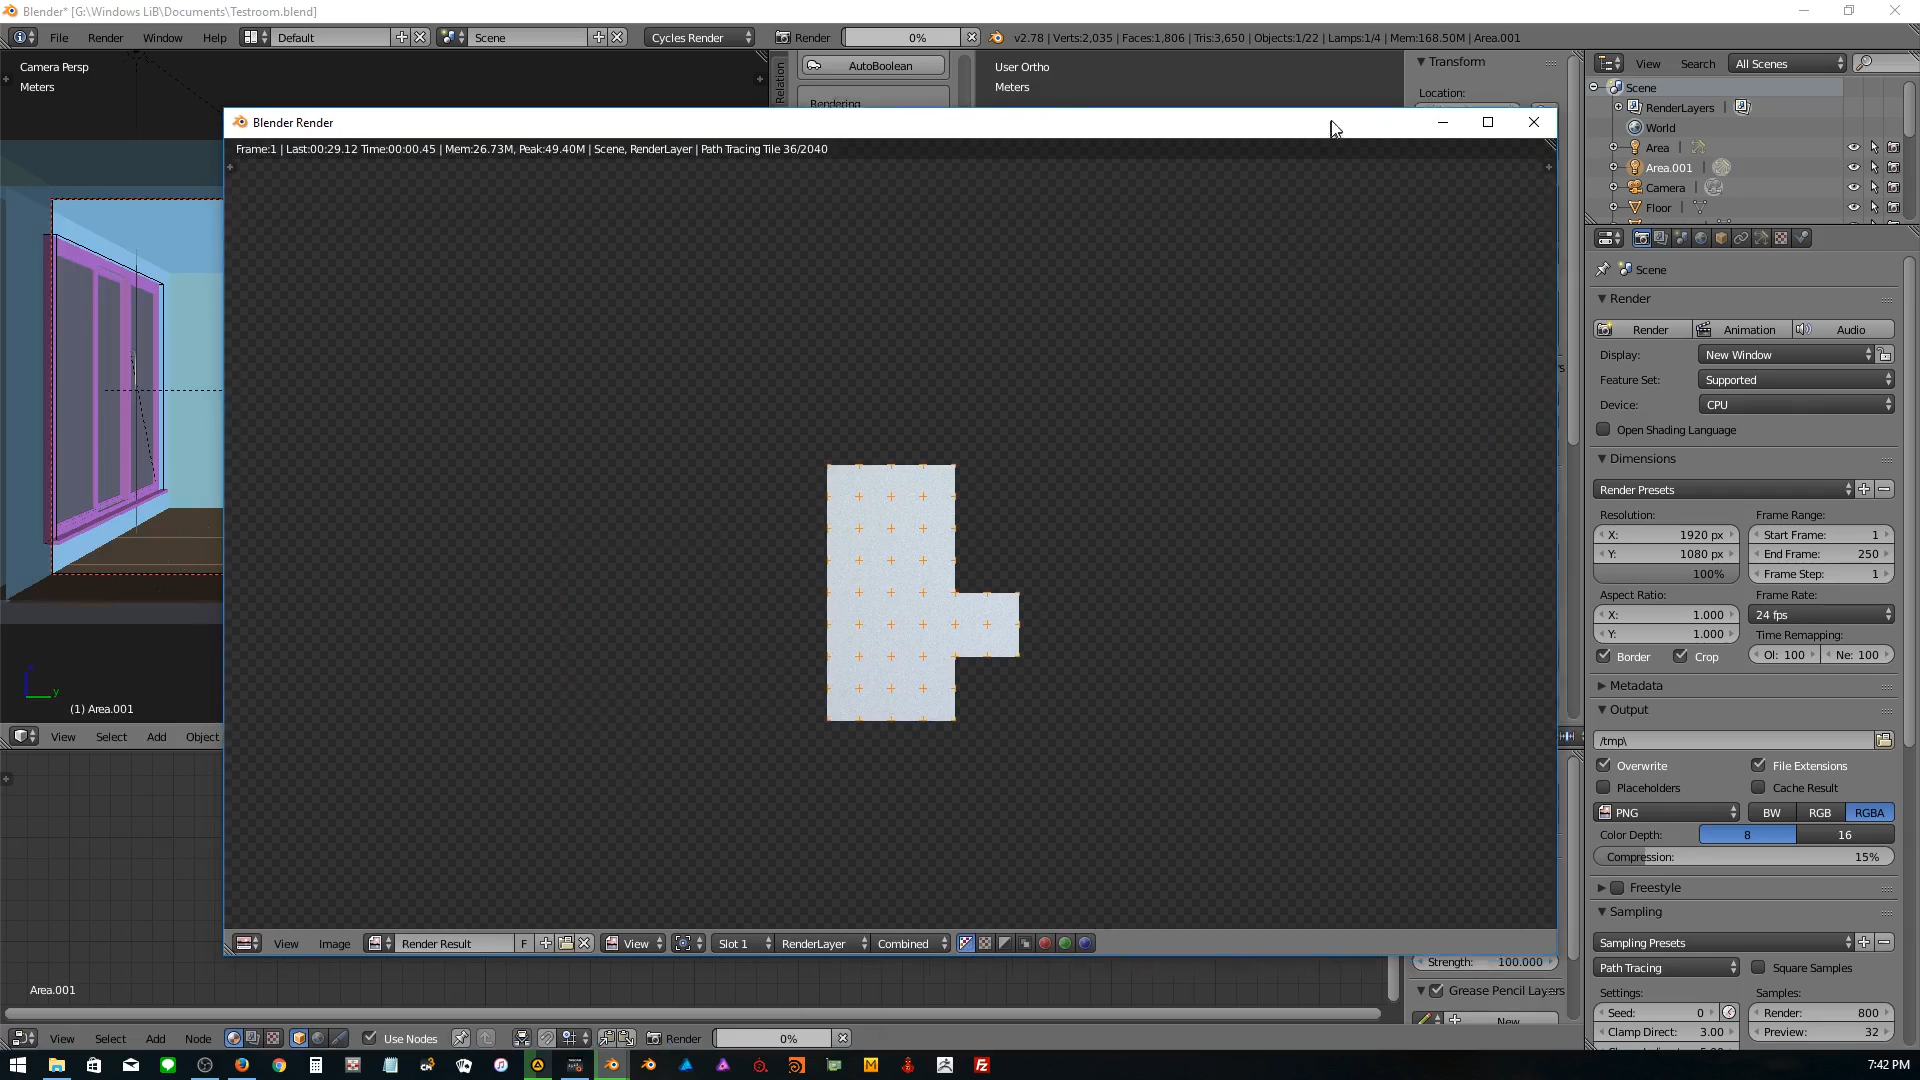 Blender* [G:\Windows LiB\Documents\Testroom.blend]
File Render Window Help Default Scene Cycles Render Render 0% v2.78 | Verts:2,035 | Faces:1,806 | Tris:3,650 | Objects:1/22 | Lamps:1/4 | Mem:168.50M | Area.001
Camera Persp
Meters
Relation
AutoBoolean
Rendering
User Ortho
Meters
Transform
Location:
View Search All Scenes
Scene
RenderLayers
World
Area
Area.001
Camera
Floor
Blender Render
Frame:1 | Last:00:29.12 Time:00:00.45 | Mem:26.73M, Peak:49.40M | Scene, RenderLayer | Path Tracing Tile 36/2040
Scene
Render
Render Animation Audio
Display: New Window
Feature Set: Supported
Device: CPU
Open Shading Language
Dimensions
Render Presets
Resolution: Frame Range:
X: 1920 px Start Frame: 1
Y: 1080 px End Frame: 250
100% Frame Step: 1
Aspect Ratio: Frame Rate:
X: 1.000 24 fps
Y: 1.000 Time Remapping:
Border Crop Ol: 100 Ne: 100
Metadata
Output
/tmp\
Overwrite File Extensions
Placeholders Cache Result
PNG BW RGB RGBA
Color Depth: 8 16
Compression: 15%
Freestyle
Sampling
Sampling Presets
Path Tracing Square Samples
Settings: Samples:
Seed: 0 Render: 800
Clamp Direct: 3.00 Preview: 32
y
(1) Area.001
View Select Add Object
View Image Render Result F View Slot 1 RenderLayer Combined
Strength: 100.000
Grease Pencil Layers
New
Area.001
View Select Add Node Use Nodes Render 0%
7:42 PM